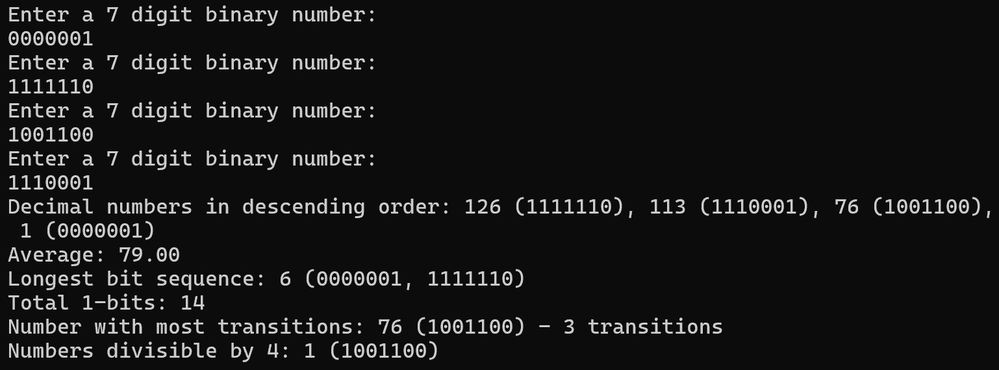 Enter a 7 digit binary number:
0000001
Enter a 7 digit binary number:
1111110
Enter a 7 digit binary number:
1001100
Enter a 7 digit binary number:
1110001
Decimal numbers in descending order: 126 (1111110), 113 (1110001), 76 (1001100),
 1 (0000001)
Average: 79.00
Longest bit sequence: 6 (0000001, 1111110)
Total 1-bits: 14
Number with most transitions: 76 (1001100) - 3 transitions
Numbers divisible by 4: 1 (1001100)